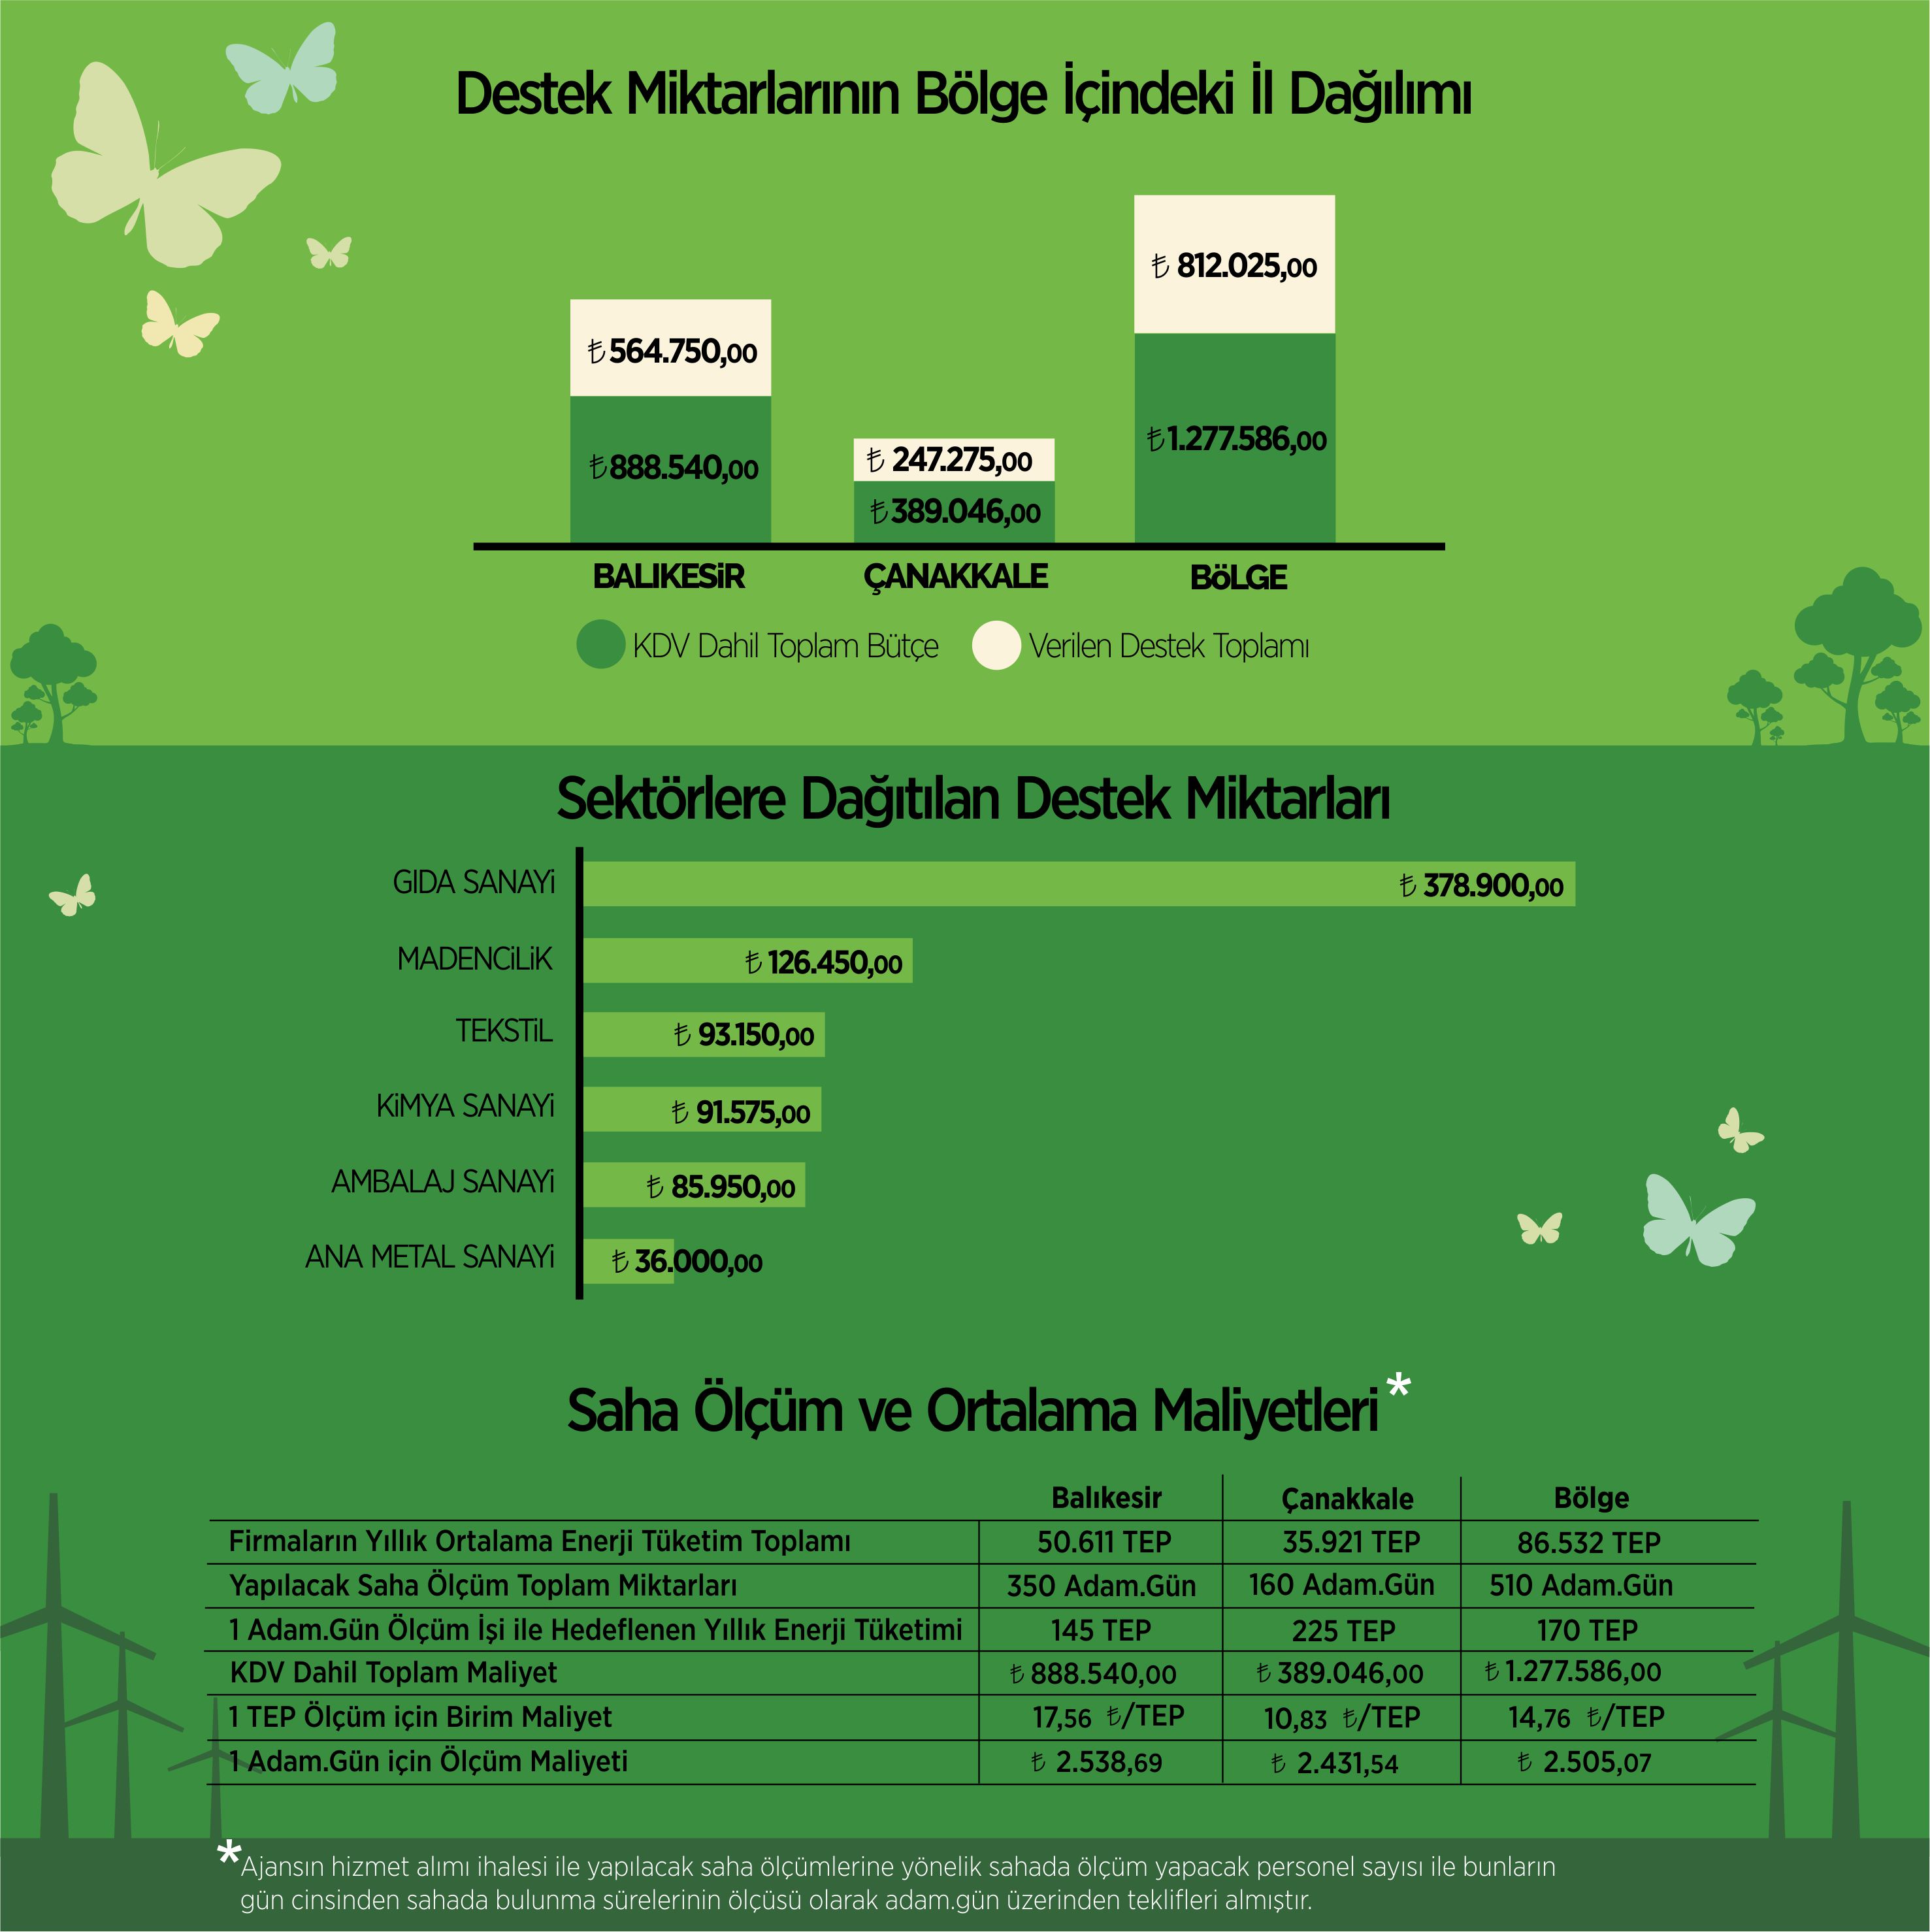 Destek Miktarlarının Bölge İçindeki İl Dağılımı
₺ 812.025,00
₺ 564.750,00
₺ 1.277.586,00
₺ 247.275,00
₺ 888.540,00
₺ 389.046,00
BALIKESiR ÇANAKKALE BöLGE
KDV Dahil Toplam Bütçe Verilen Destek Toplamı
Sektörlere Dağıtılan Destek Miktarları
GIDA SANAYi ₺ 378.900,00
MADENCiLiK ₺ 126.450,00
TEKSTiL ₺ 93.150,00
KiMYA SANAYi ₺ 91.575,00
AMBALAJ SANAYi ₺ 85.950,00
ANA METAL SANAYi ₺ 36.000,00
Saha Ölçüm ve Ortalama Maliyetleri*
Balıkesir Çanakkale Bölge
Firmaların Yıllık Ortalama Enerji Tüketim Toplamı 50.611 TEP 35.921 TEP 86.532 TEP
Yapılacak Saha Ölçüm Toplam Miktarları 350 Adam.Gün 160 Adam.Gün 510 Adam.Gün
1 Adam.Gün Ölçüm İşi ile Hedeflenen Yıllık Enerji Tüketimi 145 TEP 225 TEP 170 TEP
KDV Dahil Toplam Maliyet ₺ 888.540,00 ₺ 389.046,00 ₺ 1.277.586,00
1 TEP Ölçüm için Birim Maliyet 17,56 ₺/TEP 10,83 ₺/TEP 14,76 ₺/TEP
1 Adam.Gün için Ölçüm Maliyeti ₺ 2.538,69 ₺ 2.431,54 ₺ 2.505,07
*Ajansın hizmet alımı ihalesi ile yapılacak saha ölçümlerine yönelik sahada ölçüm yapacak personel sayısı ile bunların
gün cinsinden sahada bulunma sürelerinin ölçüsü olarak adam.gün üzerinden teklifleri almıştır.